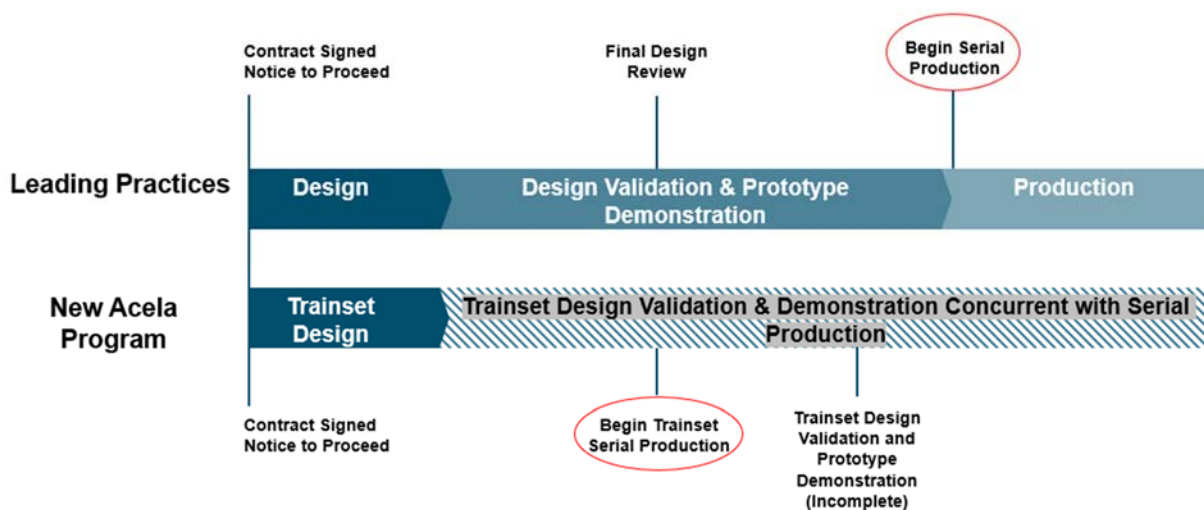 Contract Signed
Notice to Proceed
Final Design
Review
Begin Serial
Production
Leading Practices
Design
Design Validation & Prototype
Demonstration
Production
New Acela
Program
Trainset
Design
Trainset Design Validation & Demonstration Concurrent with Serial
Production
Contract Signed
Notice to Proceed
Begin Trainset
Serial Production
Trainset Design
Validation and
Prototype
Demonstration
(Incomplete)